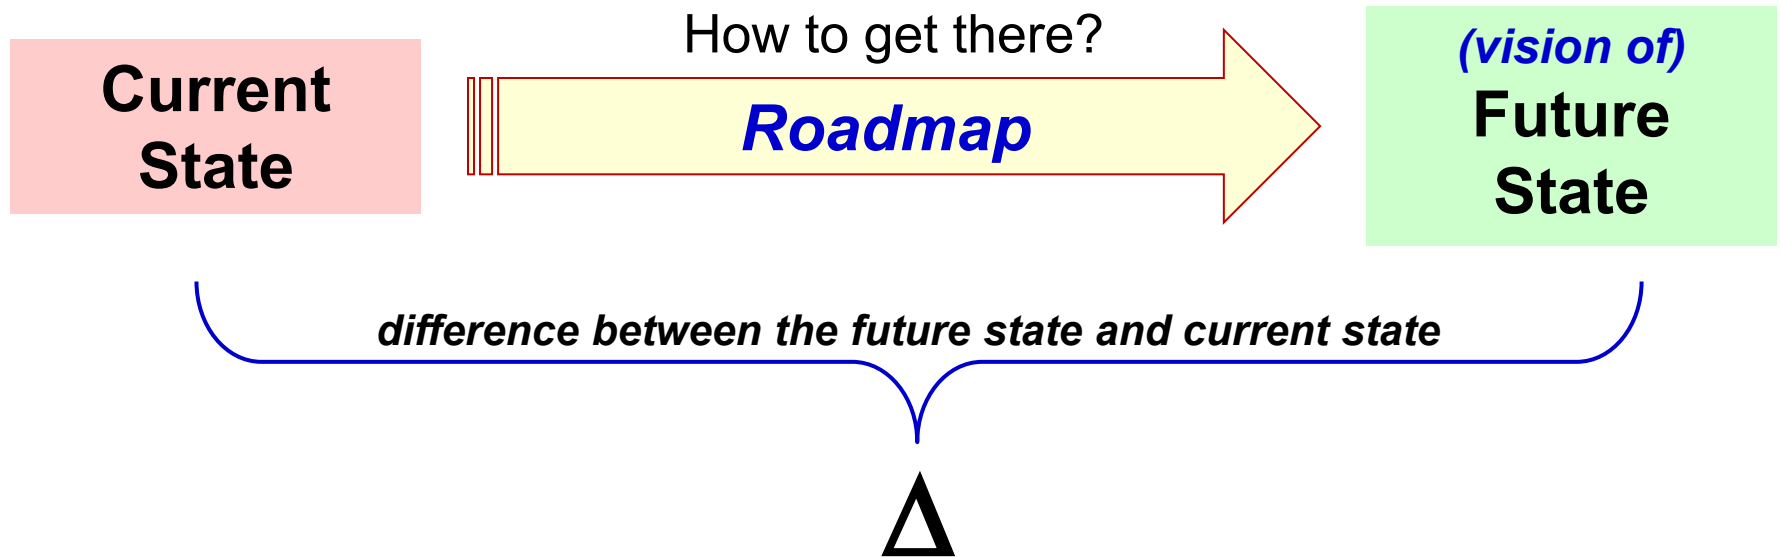 How to get there?
Current
State
Roadmap
(vision of)
Future
State
difference between the future state and current state
Δ